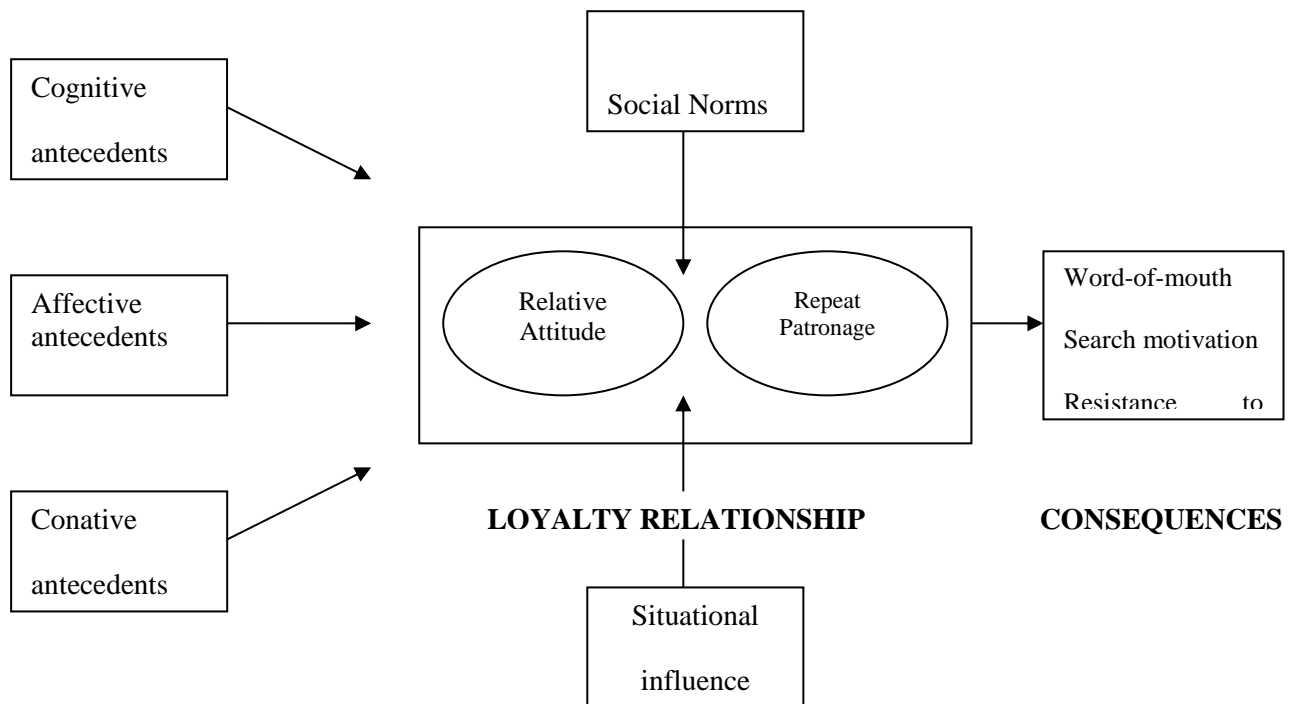 Cognitive
antecedents
Social Norms
Affective
antecedents
Relative
Attitude
Repeat
Patronage
Word-of-mouth
Search motivation
Resistance to
Conative
antecedents
LOYALTY RELATIONSHIP
CONSEQUENCES
Situational
influence